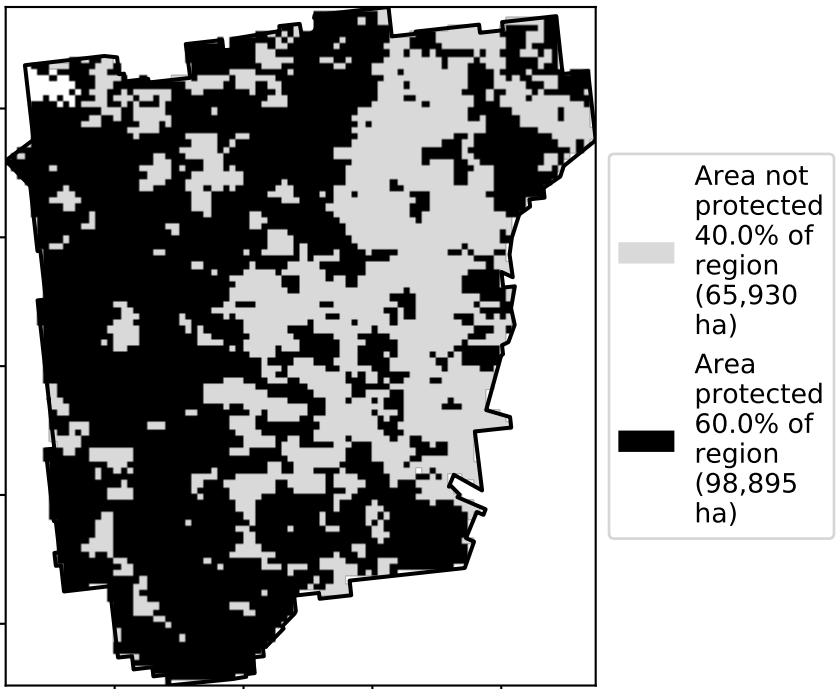 Area not
protected
40.0% of
region
(65,930
ha)
Area
protected
60.0% of
region
(98,895
ha)